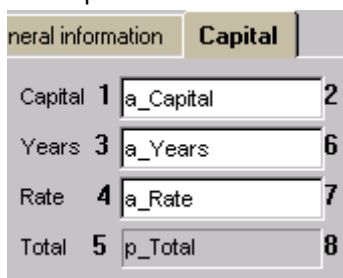 neral information Capital
Capital 1 a_Capital 2
Years 3 a_Years 6
Rate 4 a_Rate 7
Total 5 p_Total 8